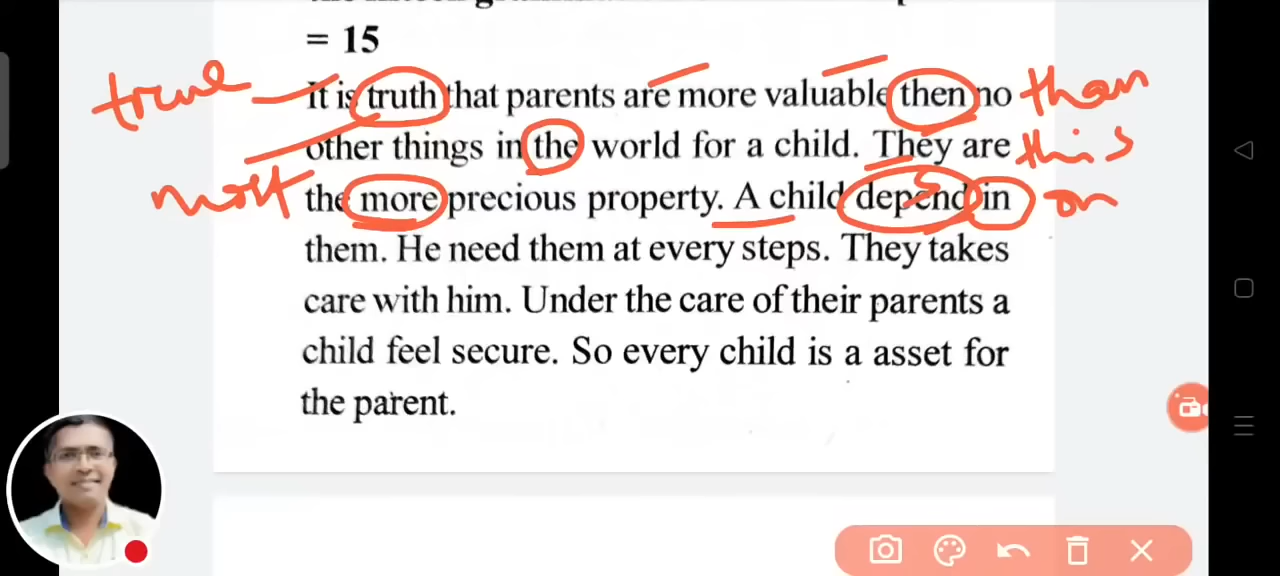 = 15
true It is truth that parents are more valuable then no than
other things in the world for a child. They are this
most the more precious property. A child depend s in on
them. He need them at every steps. They takes
care with him. Under the care of their parents a
child feel secure. So every child is a asset for
the parent.